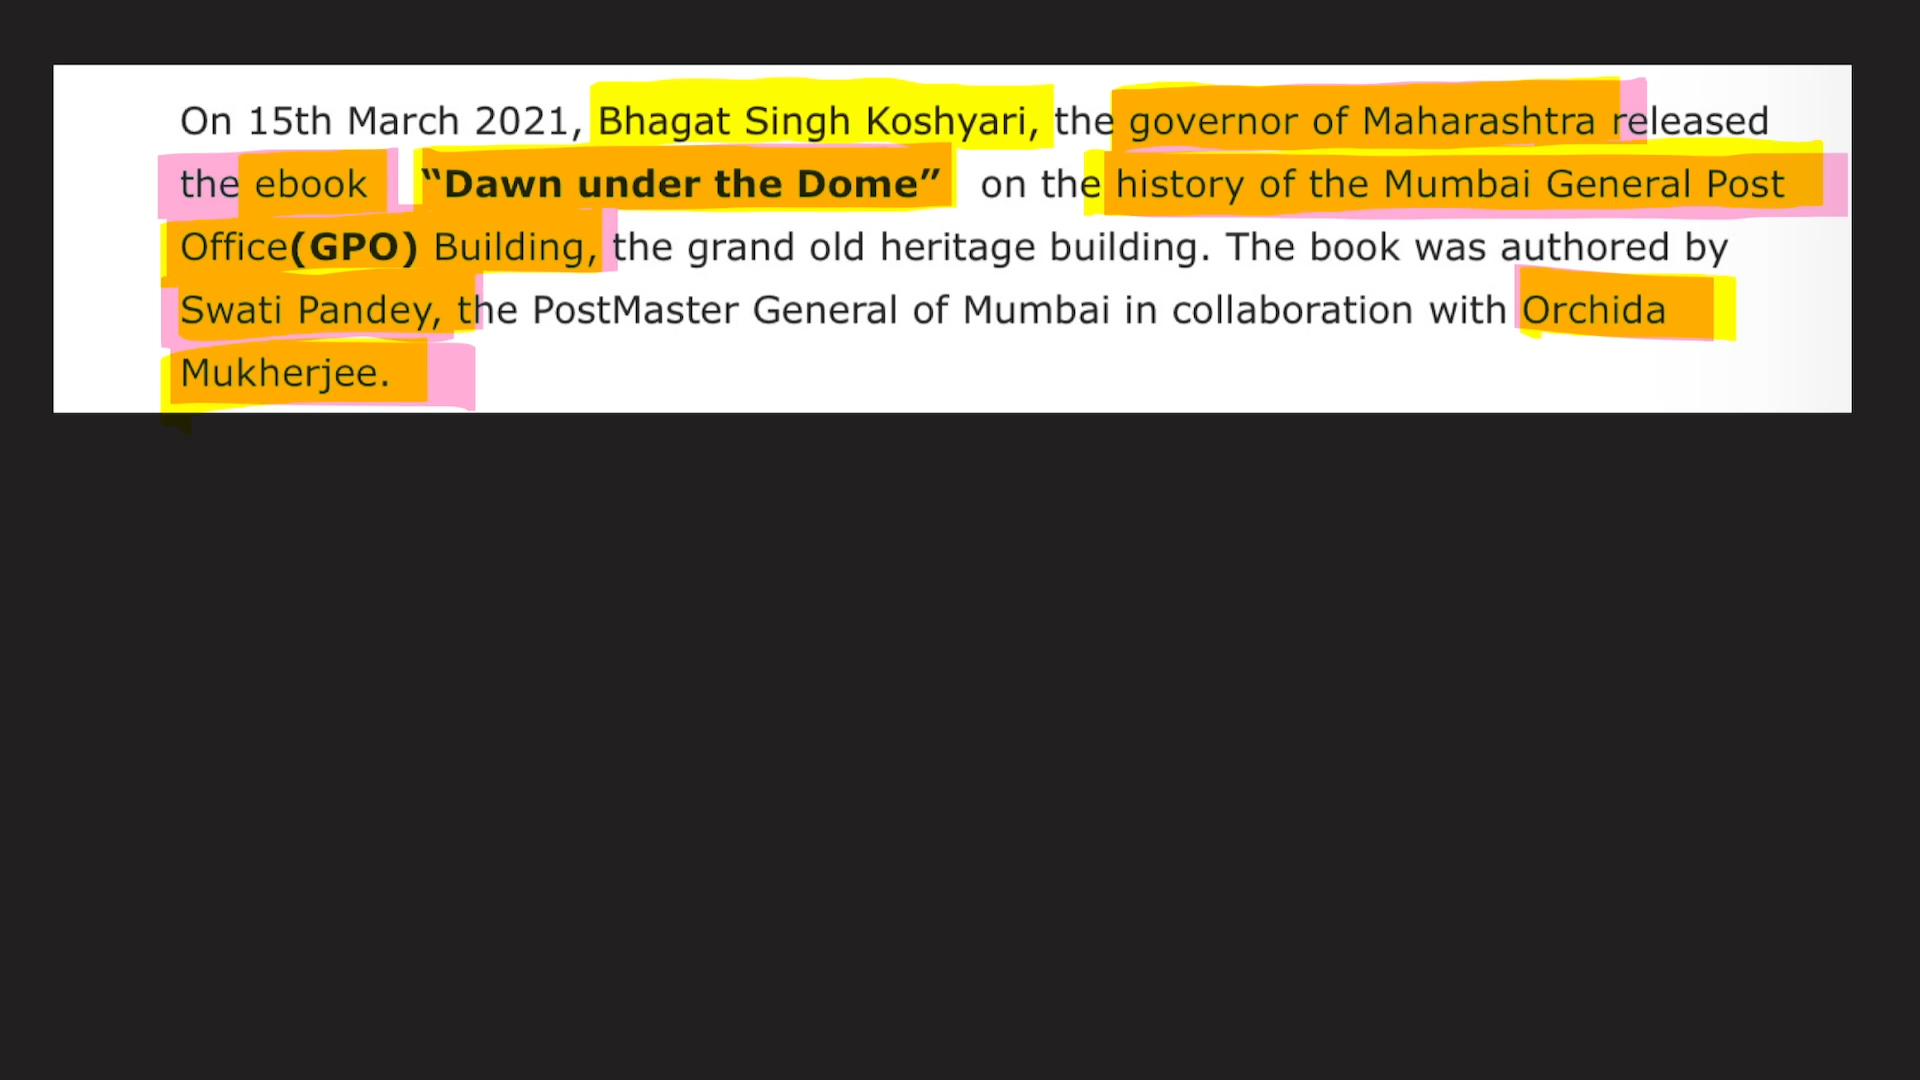 On 15th March 2021, Bhagat Singh Koshyari, the governor of Maharashtra released
the ebook “Dawn under the Dome” on the history of the Mumbai General Post
Office(GPO) Building, the grand old heritage building. The book was authored by
Swati Pandey, the PostMaster General of Mumbai in collaboration with Orchida
Mukherjee.